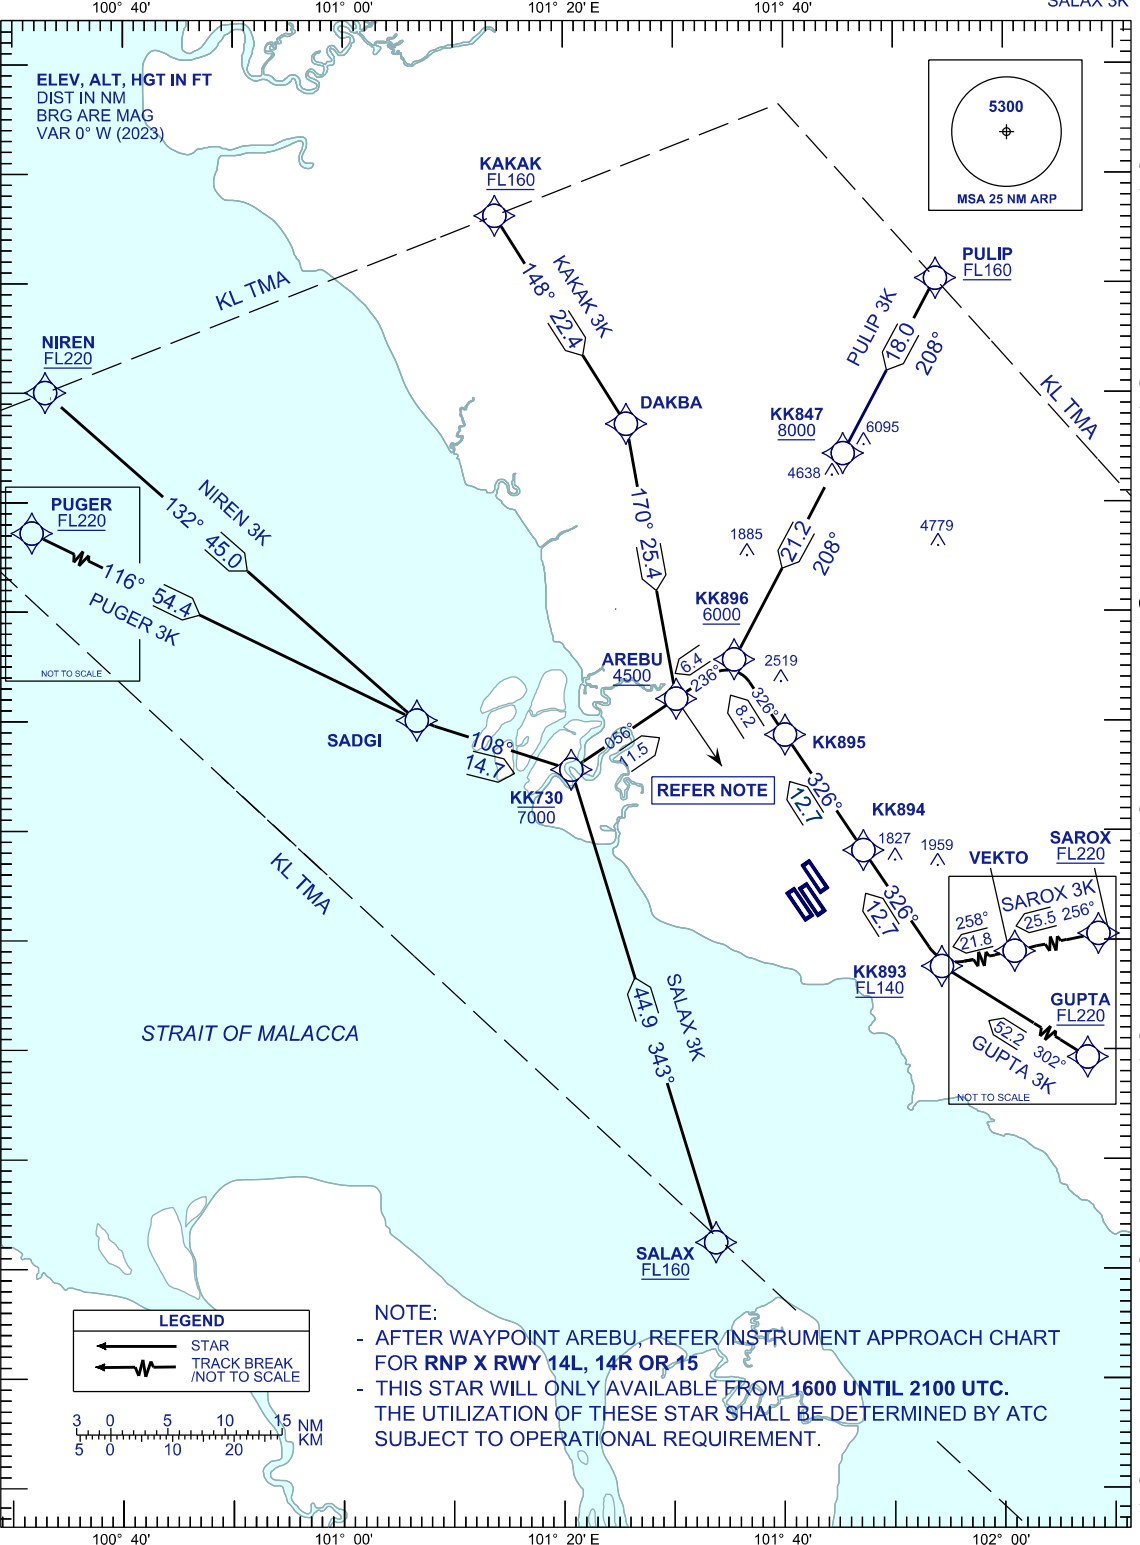 100° 40'
101° 00'
101° 20' E
101° 40'
SALAX 3K
ELEV, ALT, HGT IN FT
DIST IN NM
BRG ARE MAG
VAR 0° W (2023)
5300
MSA 25 NM ARP
KAKAK
FL160
PULIP
FL160
KL TMA
148° 22.4
KAKAK 3K
PULIP 3K
18.0
208°
KL TMA
NIREN
FL220
DAKBA
KK847
8000
6095
4638
NIREN 3K
132° 45.0
PUGER
FL220
116° 54.4
PUGER 3K
NOT TO SCALE
170° 25.4
1885
21.2
208°
4779
KK896
6000
AREBU
4500
6.4
236°
2519
326°
8.2
KK895
SADGI
108°
14.7
056°
11.5
KK730
7000
REFER NOTE
326°
12.7
KK894
1827
1959
SAROX
FL220
VEKTO
KL TMA
326°
12.7
SAROX 3K
258°
21.8
25.5 256°
KK893
FL140
GUPTA
FL220
52.2 302°
GUPTA 3K
NOT TO SCALE
STRAIT OF MALACCA
SALAX 3K
44.9 343°
SALAX
FL160
LEGEND
STAR
TRACK BREAK
/NOT TO SCALE
3 0 5 10 15 NM
KM
5 0 10 20
NOTE:
- AFTER WAYPOINT AREBU, REFER INSTRUMENT APPROACH CHART
FOR RNP X RWY 14L, 14R OR 15
- THIS STAR WILL ONLY AVAILABLE FROM 1600 UNTIL 2100 UTC.
THE UTILIZATION OF THESE STAR SHALL BE DETERMINED BY ATC
SUBJECT TO OPERATIONAL REQUIREMENT.
100° 40'
101° 00'
101° 20' E
101° 40'
102° 00'